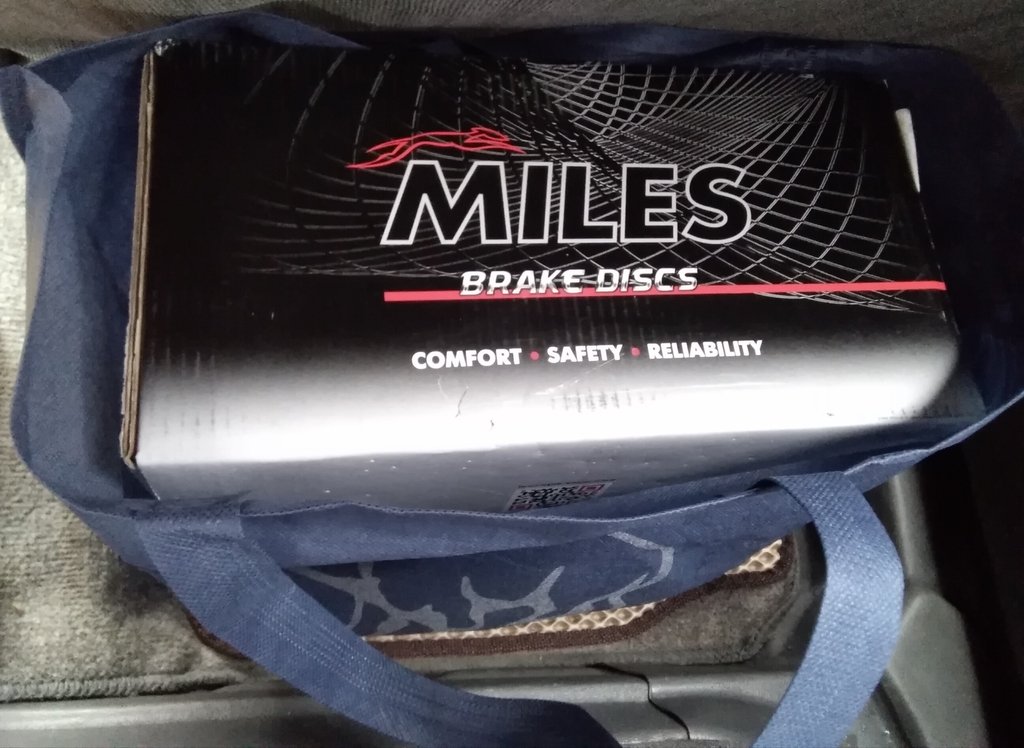 MILES
BRAKE DISCS
COMFORT • SAFETY • RELIABILITY